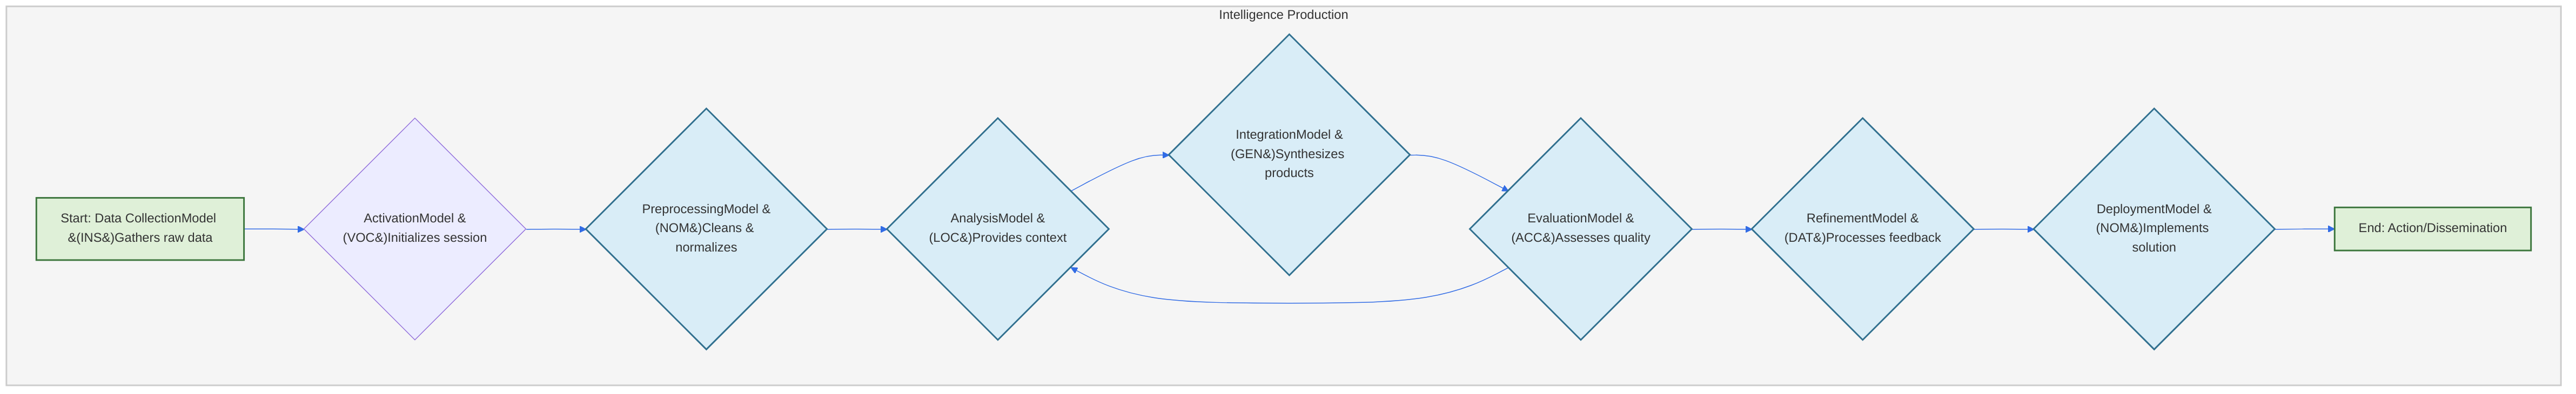 Intelligence Production
Start: Data CollectionModel
&(INS&)Gathers raw data
ActivationModel &
(VOC&)Initializes session
PreprocessingModel &
(NOM&)Cleans &
normalizes
AnalysisModel &
(LOC&)Provides context
IntegrationModel &
(GEN&)Synthesizes
products
EvaluationModel &
(ACC&)Assesses quality
RefinementModel &
(DAT&)Processes feedback
DeploymentModel &
(NOM&)Implements
solution
End: Action/Dissemination